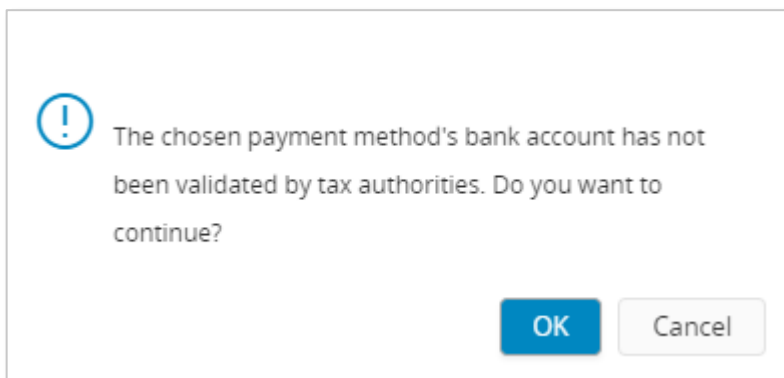 The chosen payment method's bank account has not
been validated by tax authorities. Do you want to
continue?
OK Cancel